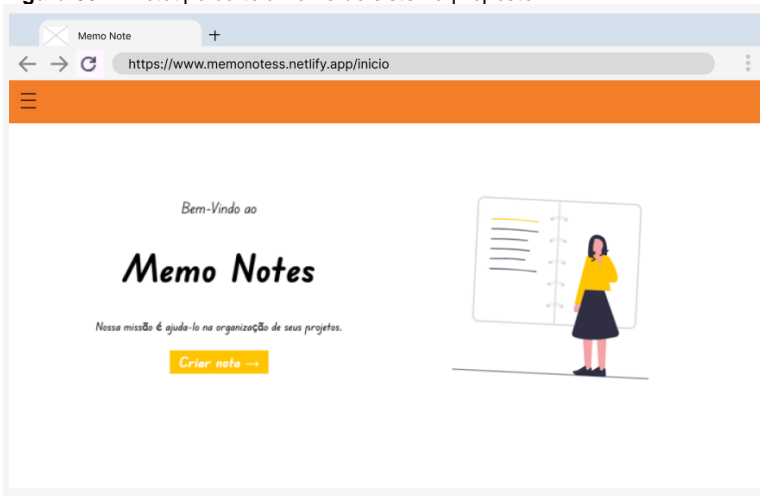 Memo Note
https://www.memonotess.netlify.app/inicio
Bem-Vindo ao
Memo Notes
Nossa missão é ajuda-lo na organização de seus projetos.
Criar nota →